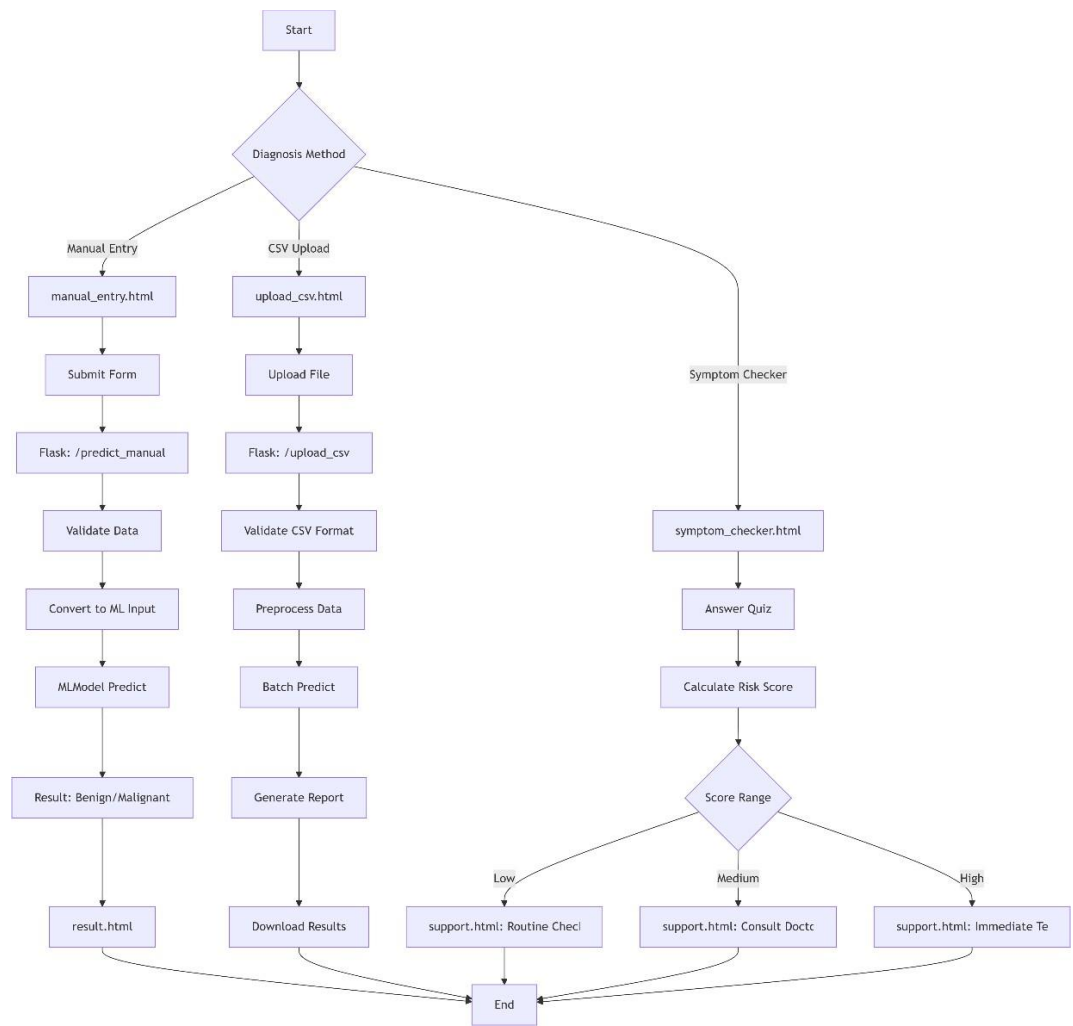 Start
Diagnosis Method
Manual Entry
CSV Upload
manual_entry.html
upload_csv.html
Submit Form
Upload File
Symptom Checker
Flask: /predict_manual
Flask: /upload_csv
Validate Data
Validate CSV Format
symptom_checker.html
Convert to ML Input
Preprocess Data
Answer Quiz
MLModel Predict
Batch Predict
Calculate Risk Score
Result: Benign/Malignant
Generate Report
Score Range
Low
Medium
High
result.html
Download Results
support.html: Routine Checl
support.html: Consult Doctc
support.html: Immediate Te
End